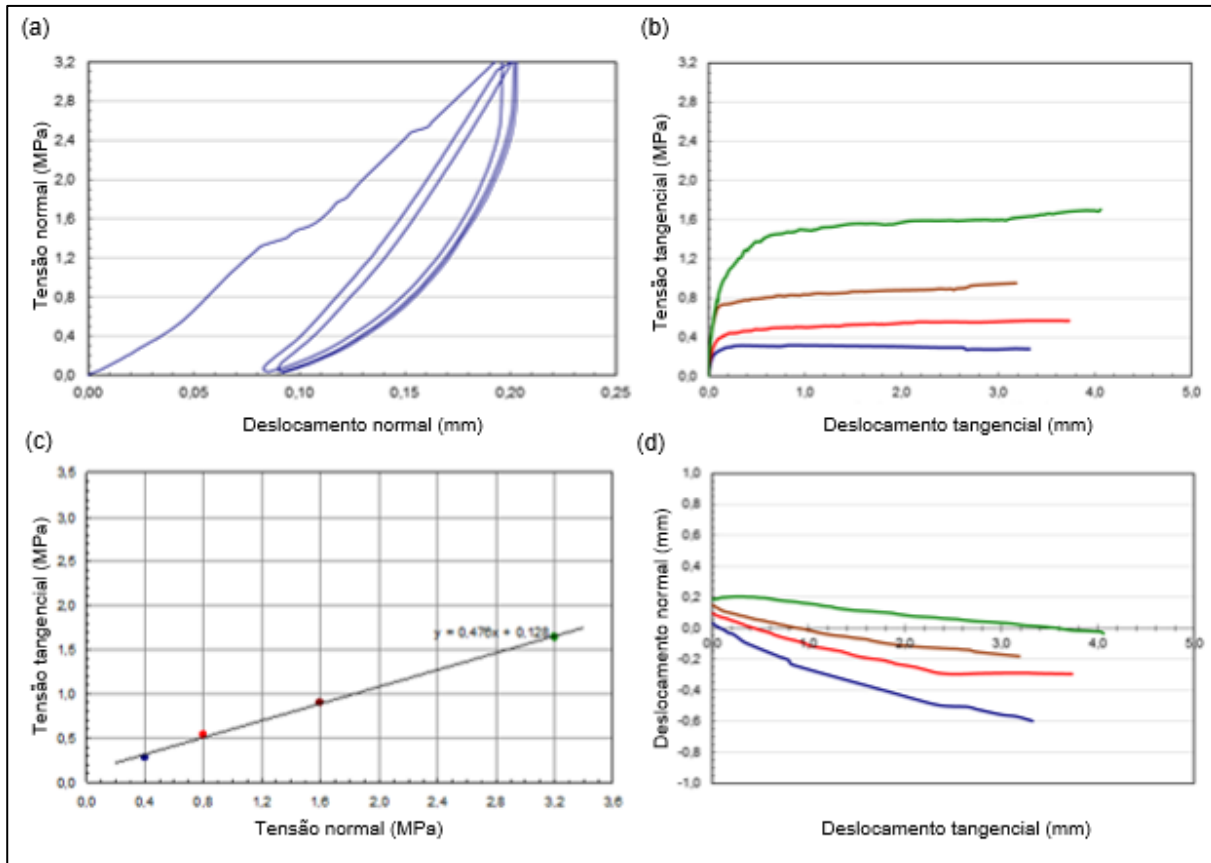 (a)
3,2
2,8
2,4
2,0
1,6
1,2
0,8
0,4
0,0
0,00 0,05 0,10 0,15 0,20 0,25
Tensão normal (MPa)
Deslocamento normal (mm)
(b)
3,2
2,8
2,4
2,0
1,6
1,2
0,8
0,4
0,0
0,0 1,0 2,0 3,0 4,0 5,0
Tensão tangencial (MPa)
Deslocamento tangencial (mm)
(c)
3,5
3,0
2,5
2,0
1,5
1,0
0,5
0,0
0,0 0,4 0,8 1,2 1,6 2,0 2,4 2,8 3,2 3,6
y = 0,476x + 0,128
Tensão tangencial (MPa)
Tensão normal (MPa)
(d)
1,0
0,8
0,6
0,4
0,2
0,0
-0,2
-0,4
-0,6
-0,8
-1,0
0,0 1,0 2,0 3,0 4,0 5,0
Deslocamento normal (mm)
Deslocamento tangencial (mm)